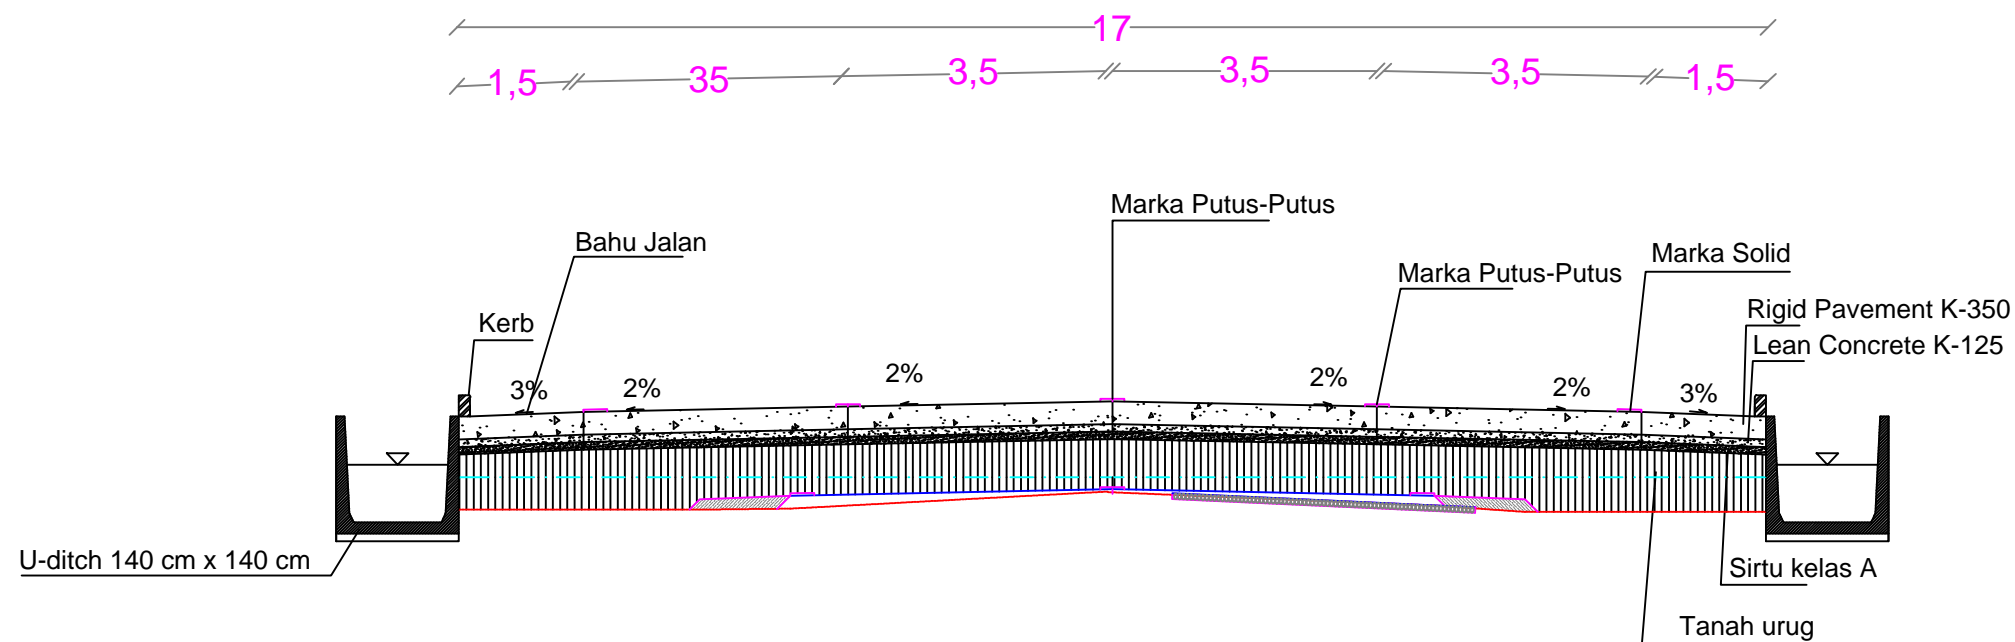 17
1,5
35
3,5
3,5
3,5
1,5
Marka Putus-Putus
Bahu Jalan
Marka Solid
Marka Putus-Putus
Kerb
Rigid Pavement K-350
Lean Concrete K-125
3%
2%
2%
2%
2%
3%
U-ditch 140 cm x 140 cm
Sirtu kelas A
Tanah urug